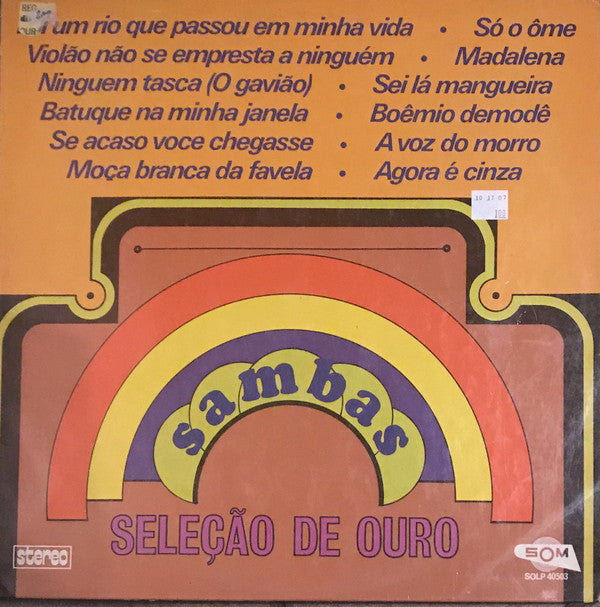 um rio que passou em minha vida • Só o ôme
Violão não se empresta a ninguém • Madalena
Ninguem tasca (O gavião) • Sei lá mangueira
Batuque na minha janela • Boêmio demodê
Se acaso voce chegasse • A voz do morro
Moça branca da favela • Agora é cinza
sambas
SELEÇÃO DE OURO
stereo
SOM
SOLP 40503